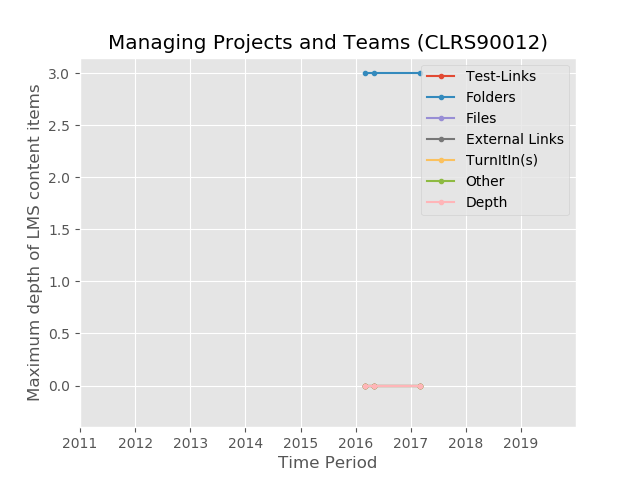 Managing Projects and Teams (CLRS90012)
Maximum depth of LMS content items
3.0
2.5
2.0
1.5
1.0
0.5
0.0
Test-Links
Folders
Files
External Links
TurnItIn(s)
Other
Depth
2011 2012 2013 2014 2015 2016 2017 2018 2019
Time Period